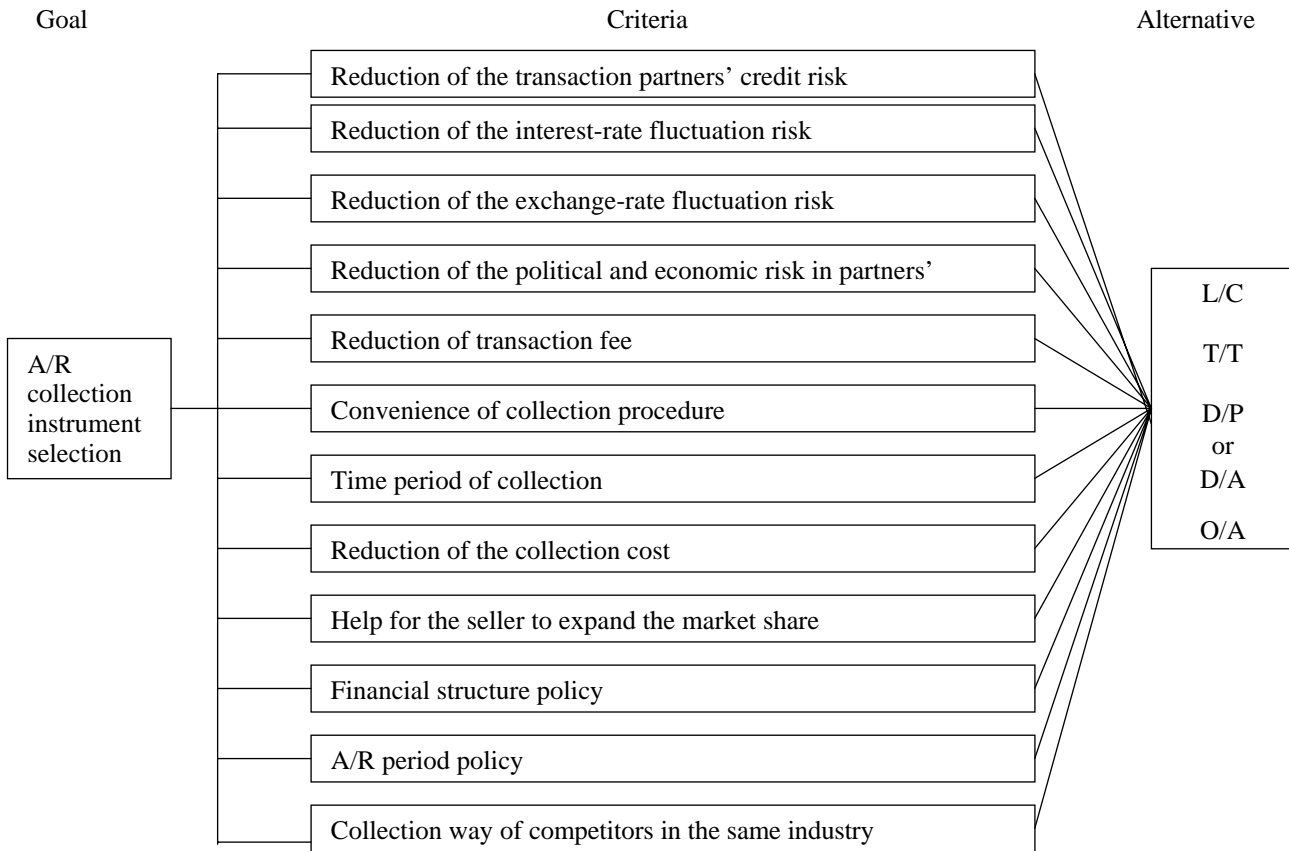 Goal
Criteria
Alternative
Reduction of the transaction partners’ credit risk
Reduction of the interest-rate fluctuation risk
Reduction of the exchange-rate fluctuation risk
Reduction of the political and economic risk in partners’
Reduction of transaction fee
Convenience of collection procedure
Time period of collection
Reduction of the collection cost
Help for the seller to expand the market share
Financial structure policy
A/R period policy
Collection way of competitors in the same industry
A/R
collection
instrument
selection
L/C
T/T
D/P
or
D/A
O/A